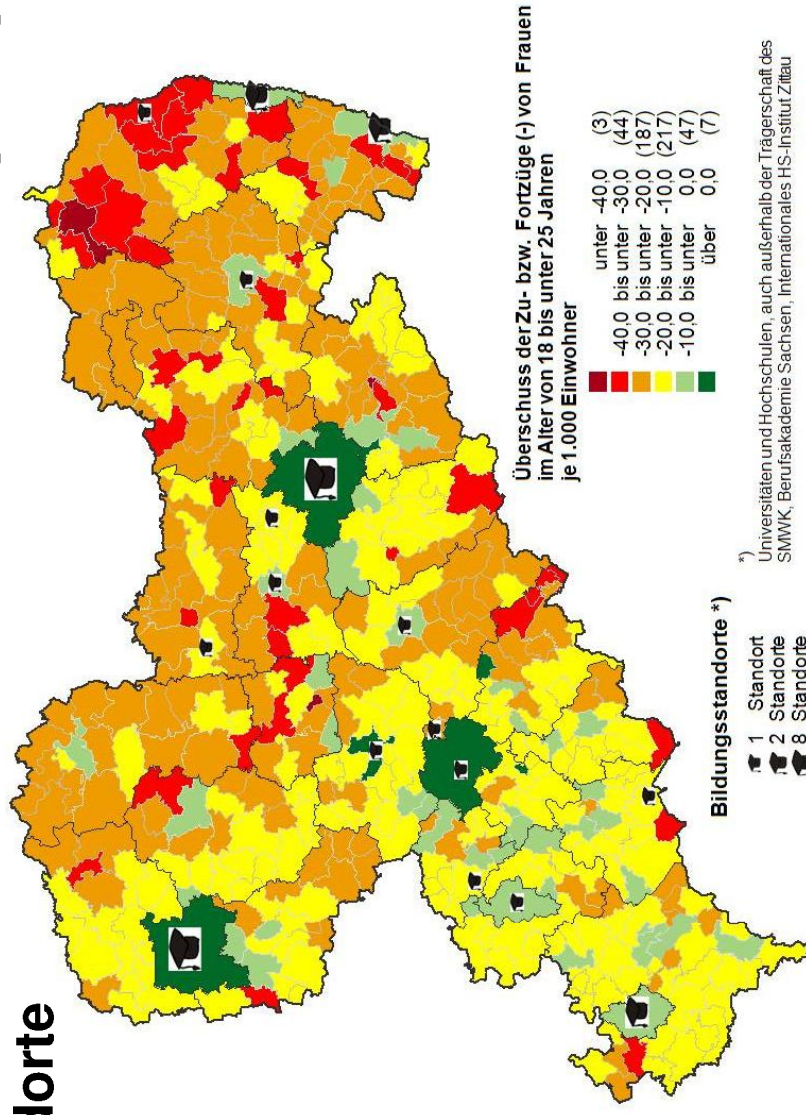 dorte
Überschuss der Zu- bzw. Fortzüge (-) von Frauen
im Alter von 18 bis unter 25 Jahren
je 1.000 Einwohner
unter -40,0 (3)
-40,0 bis unter -30,0 (44)
-30,0 bis unter -20,0 (187)
-20,0 bis unter -10,0 (217)
-10,0 bis unter 0,0 (47)
über 0,0 (7)
Bildungsstandorte *)
1 Standort
2 Standorte
8 Standorte
*)
Universitäten und Hochschulen, auch außerhalb der Trägerschaft des
SMWK, Berufsakademie Sachsen, Internationales HS-Institut Zittau